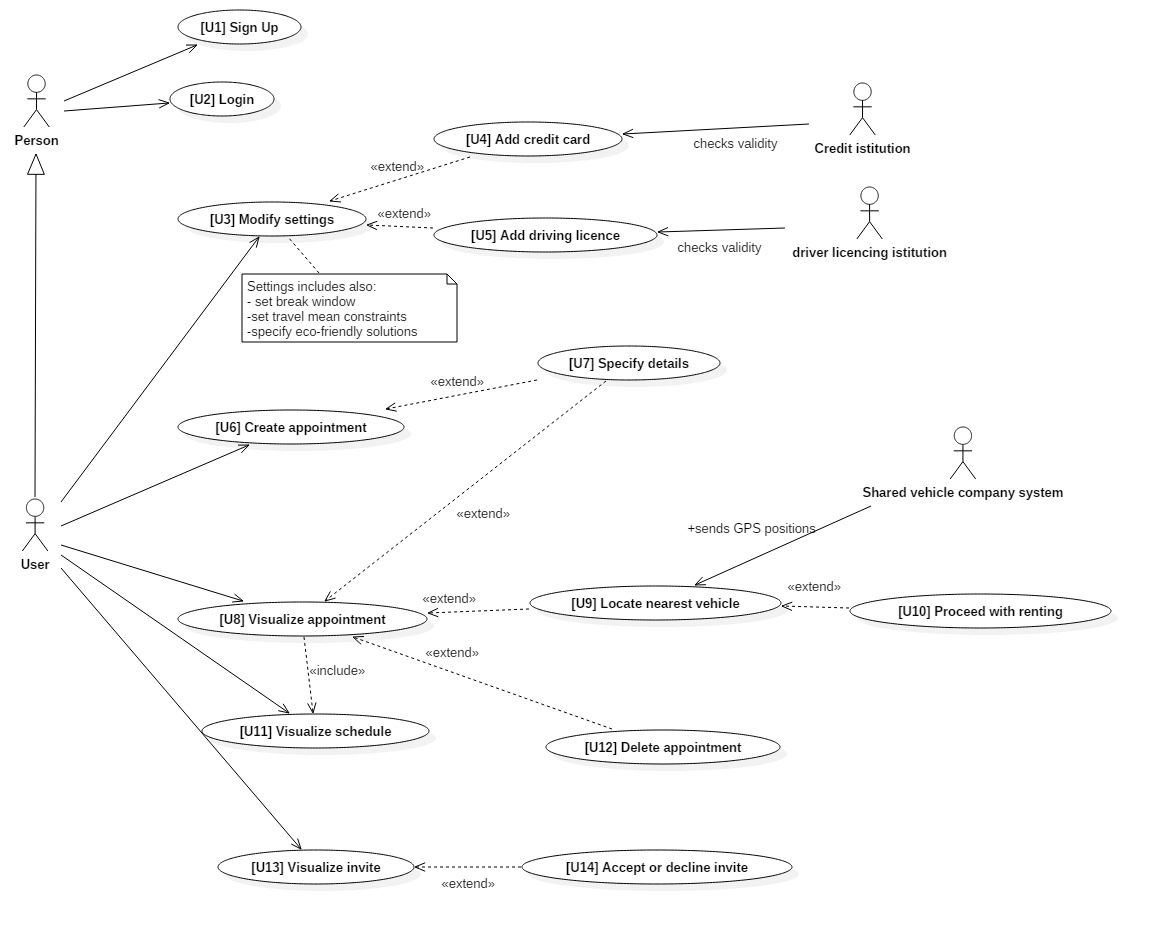 [U1] Sign Up
[U2] Login
Person
[U4] Add credit card
checks validity
Credit istitution
«extend»
[U3] Modify settings
«extend»
[U5] Add driving licence
checks validity
driver licencing istitution
Settings includes also:
- set break window
-set travel mean constraints
-specify eco-friendly solutions
[U7] Specify details
«extend»
[U6] Create appointment
Shared vehicle company system
«extend»
+sends GPS positions
User
«extend»
[U8] Visualize appointment
[U9] Locate nearest vehicle
«extend»
[U10] Proceed with renting
«extend»
«include»
[U11] Visualize schedule
[U12] Delete appointment
[U13] Visualize invite
[U14] Accept or decline invite
«extend»